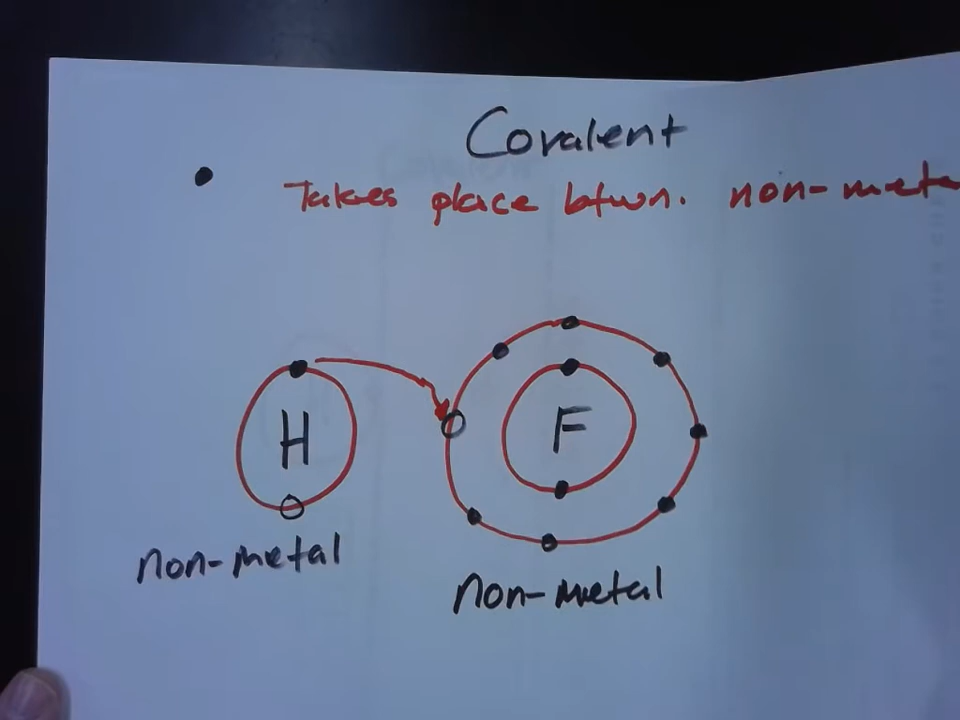 Covalent
Takes place btwn. non-meta
H
F
non-metal
non-metal